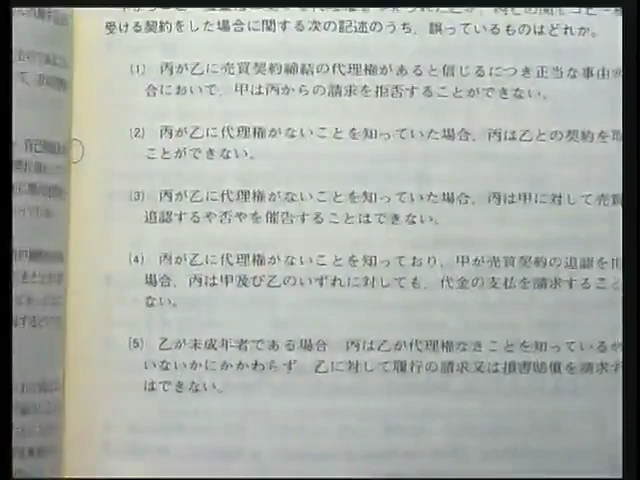 受ける契約をした場合に関する次の記述のうち、誤っているものはどれか。
(1) 丙が乙に売買契約締結の代理権があると信じるにつき正当な事由が
合において、甲は丙からの請求を拒否することができない。
(2) 丙が乙に代理権がないことを知っていた場合、丙は乙との契約を取
ことができない。
(3) 丙が乙に代理権がないことを知っていた場合、丙は甲に対して売買
追認するや否やを催告することはできない。
(4) 丙が乙に代理権がないことを知っており、甲が売買契約の追認を拒
場合、丙は甲及び乙のいずれに対しても、代金の支払を請求すること
ない。
(5) 乙が未成年者である場合、丙は乙が代理権なきことを知っているか
いないかにかかわらず、乙に対して履行の請求又は損害賠償を請求す
はできない。